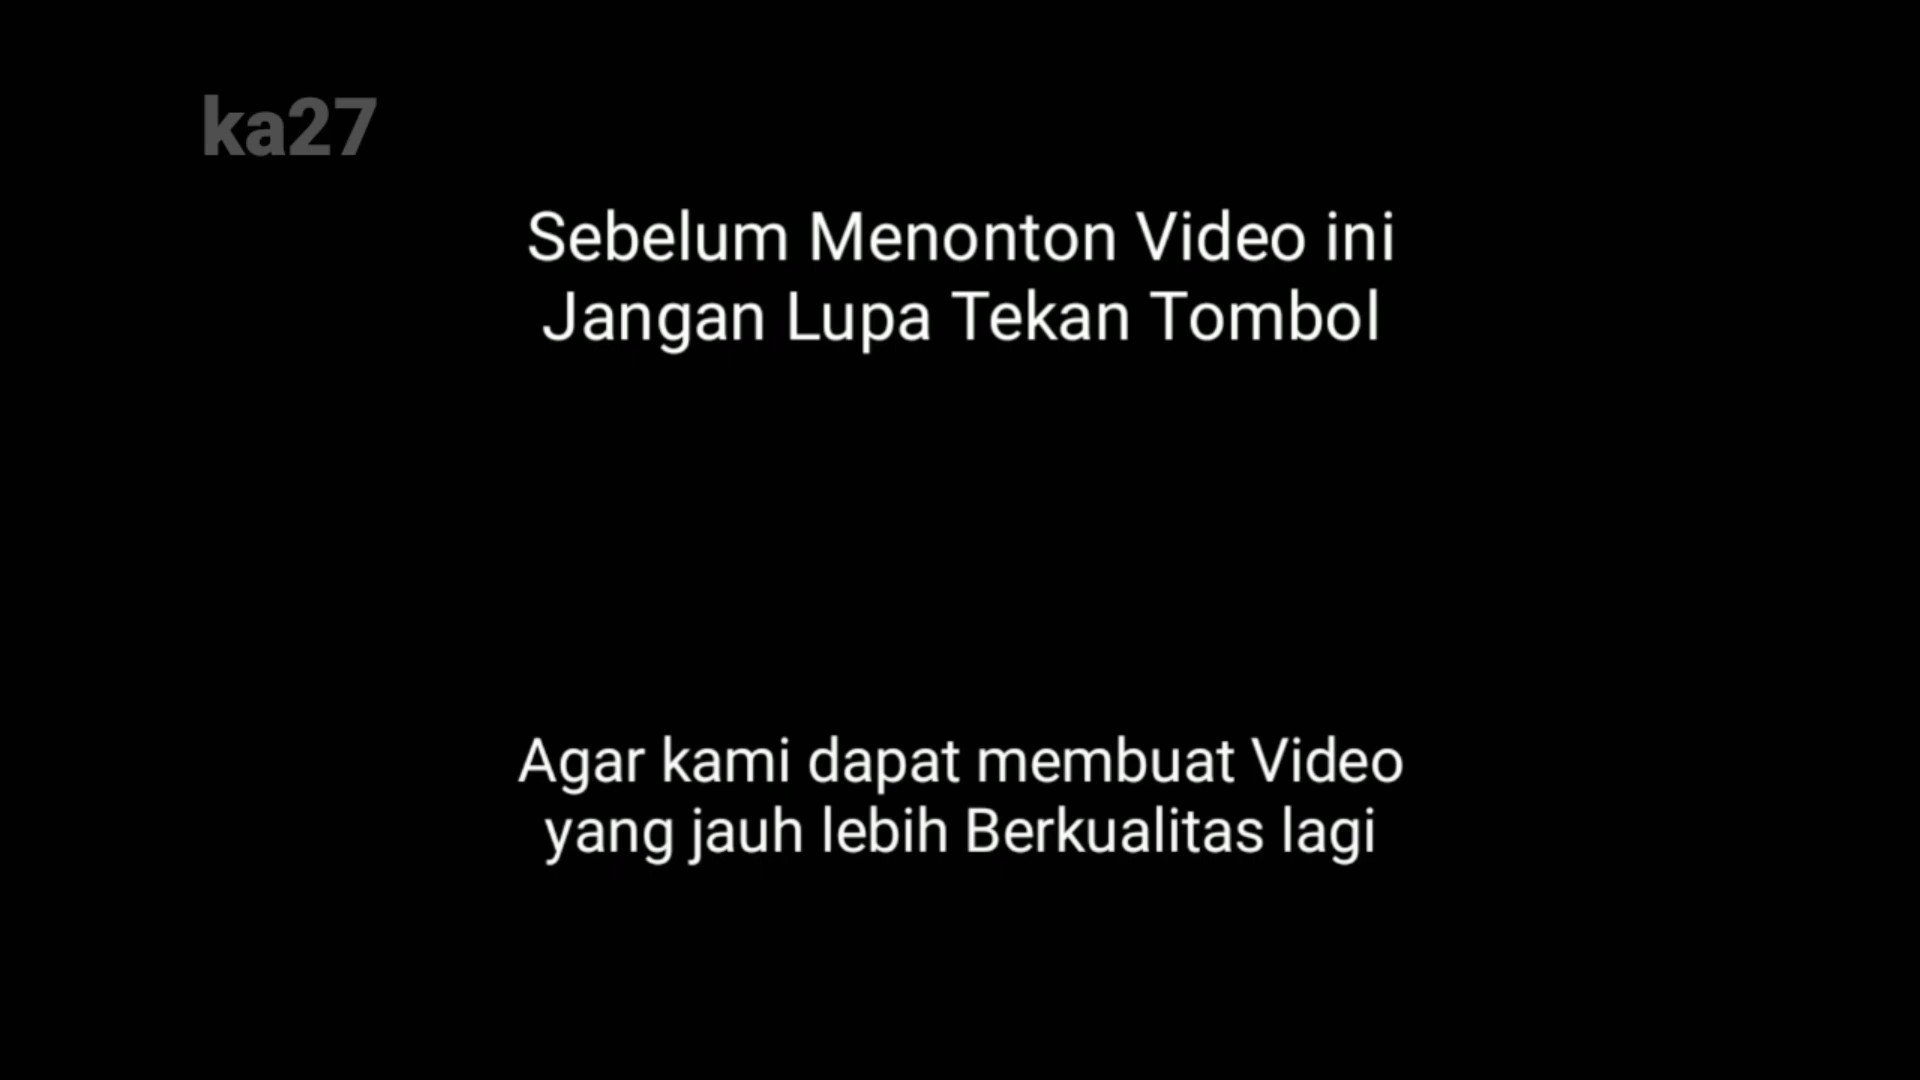 ka27
Sebelum Menonton Video ini
Jangan Lupa Tekan Tombol
Agar kami dapat membuat Video
yang jauh lebih Berkualitas lagi